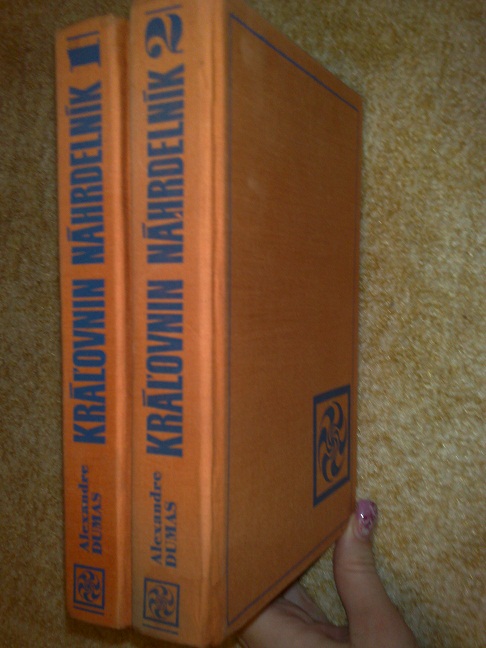 Alexandre
DUMAS
KRÁĽOVNIN NÁHRDELNÍK 1
Alexandre
DUMAS
KRÁĽOVNIN NÁHRDELNÍK 2